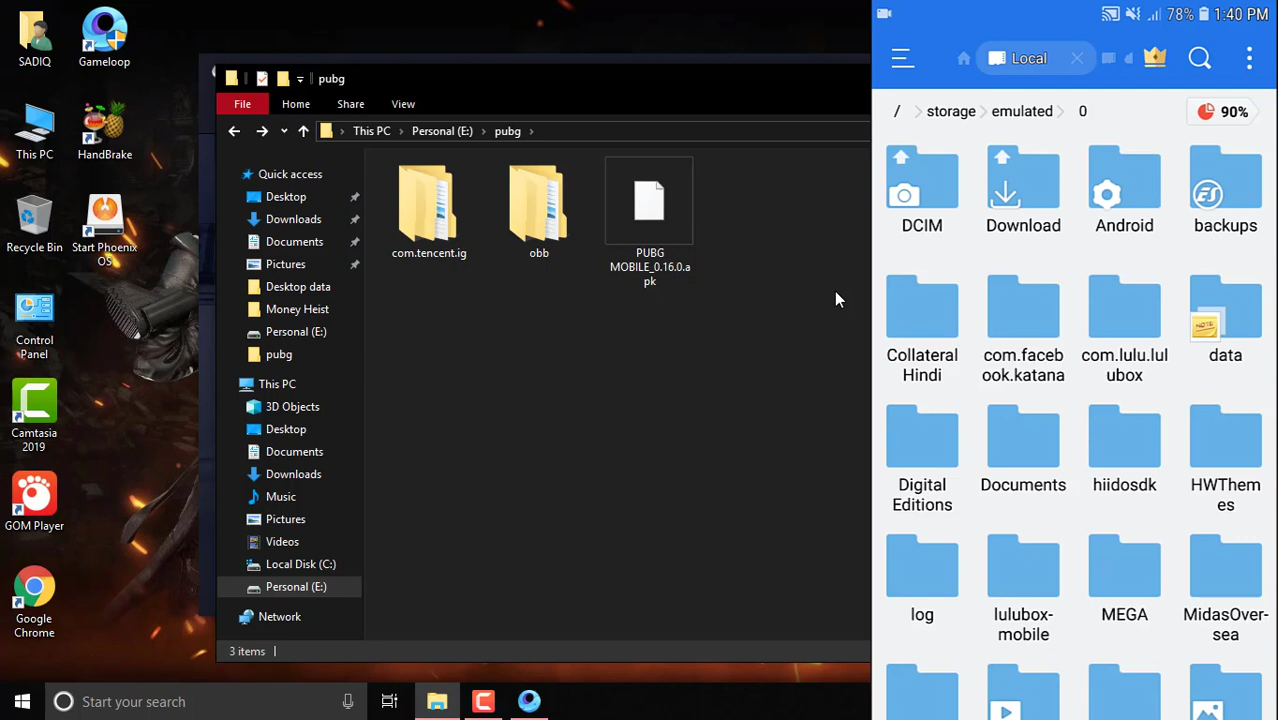 SADIQ
Gameloop
This PC
HandBrake
Recycle Bin
Start Phoenix
OS
Control
Panel
Camtasia
2019
GOM Player
Google
Chrome
pubg
File
Home
Share
View
This PC
Personal (E:)
pubg
Quick access
Desktop
Downloads
Documents
Pictures
Desktop data
Money Heist
Personal (E:)
pubg
This PC
3D Objects
Desktop
Documents
Downloads
Music
Pictures
Videos
Local Disk (C:)
Personal (E:)
Network
com.tencent.ig
obb
PUBG
MOBILE_0.16.0.a
pk
3 items
Start your search
78% 1:40 PM
Local
/ storage emulated 0
90%
DCIM
Download
Android
ES
backups
Collateral
Hindi
com.faceb
ook.katana
com.lulu.lul
ubox
NOTE
data
Digital
Editions
Documents
hiidosdk
HWThem
es
log
lulubox-
mobile
MEGA
MidasOver-
sea